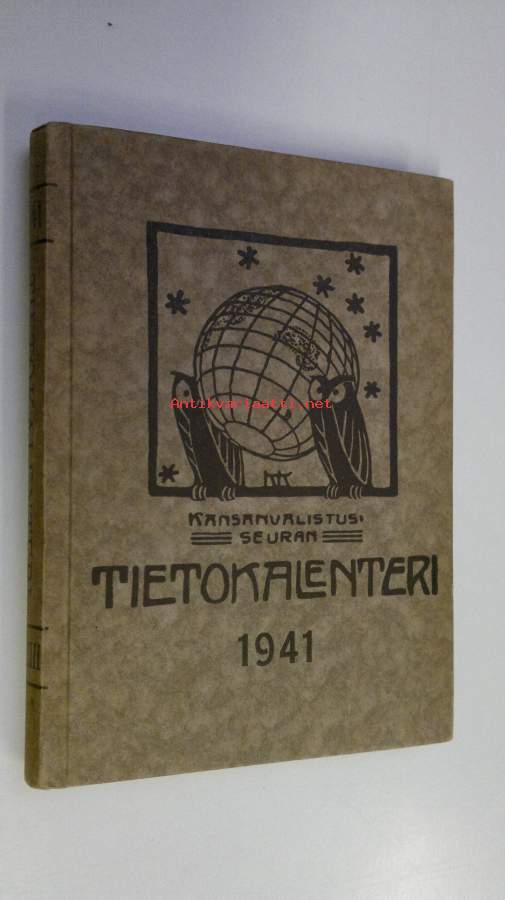 Antikvariaatti.net
KANSANVALISTUS-
SEURAN
TIETOKALENTERI
1941